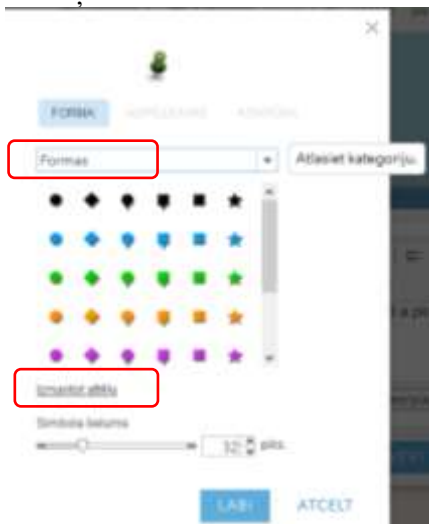 FORMA
Formas
Atlasiet kategoriju.
Izmantot attēlu
Simbola lielums
32 piks.
LABI ATCELT